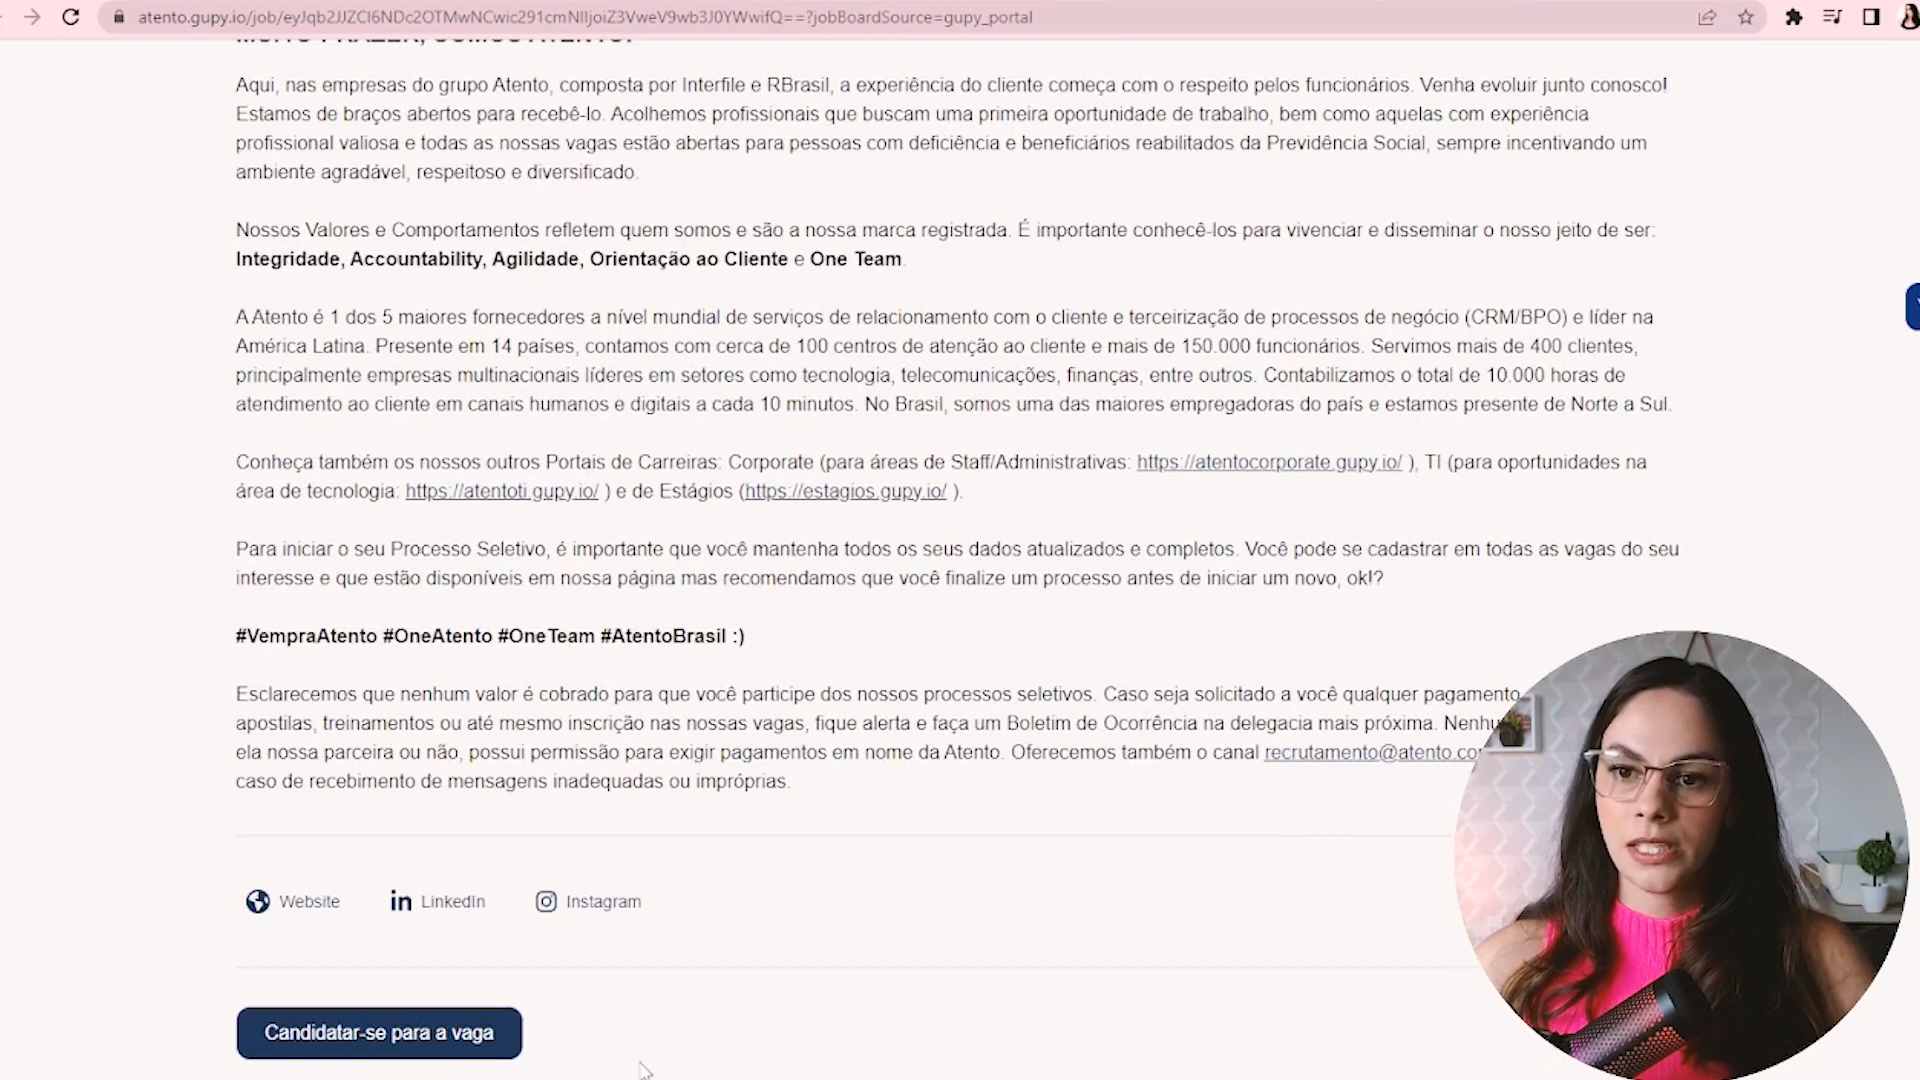 atento.gupy.io/job/eyJqb2JJZCI6NDc2OTMwNCwic291cmNlIjoiZ3VweV9wb3J0YWwifQ==?jobBoardSource=gupy_portal
Aqui, nas empresas do grupo Atento, composta por Interfile e RBrasil, a experiência do cliente começa com o respeito pelos funcionários. Venha evoluir junto conosco!
Estamos de braços abertos para recebê-lo. Acolhemos profissionais que buscam uma primeira oportunidade de trabalho, bem como aquelas com experiência
profissional valiosa e todas as nossas vagas estão abertas para pessoas com deficiência e beneficiários reabilitados da Previdência Social, sempre incentivando um
ambiente agradável, respeitoso e diversificado.
Nossos Valores e Comportamentos refletem quem somos e são a nossa marca registrada. É importante conhecê-los para vivenciar e disseminar o nosso jeito de ser:
Integridade, Accountability, Agilidade, Orientação ao Cliente e One Team.
A Atento é 1 dos 5 maiores fornecedores a nível mundial de serviços de relacionamento com o cliente e terceirização de processos de negócio (CRM/BPO) e líder na
América Latina. Presente em 14 países, contamos com cerca de 100 centros de atenção ao cliente e mais de 150.000 funcionários. Servimos mais de 400 clientes,
principalmente empresas multinacionais líderes em setores como tecnologia, telecomunicações, finanças, entre outros. Contabilizamos o total de 10.000 horas de
atendimento ao cliente em canais humanos e digitais a cada 10 minutos. No Brasil, somos uma das maiores empregadoras do país e estamos presente de Norte a Sul.
Conheça também os nossos outros Portais de Carreiras: Corporate (para áreas de Staff/Administrativas: https://atentocorporate.gupy.io/ ), TI (para oportunidades na
área de tecnologia: https://atentoti.gupy.io/ ) e de Estágios (https://estagios.gupy.io/ ).
Para iniciar o seu Processo Seletivo, é importante que você mantenha todos os seus dados atualizados e completos. Você pode se cadastrar em todas as vagas do seu
interesse e que estão disponíveis em nossa página mas recomendamos que você finalize um processo antes de iniciar um novo, ok!?
#VempraAtento #OneAtento #OneTeam #AtentoBrasil :)
Esclarecemos que nenhum valor é cobrado para que você participe dos nossos processos seletivos. Caso seja solicitado a você qualquer pagamento
apostilas, treinamentos ou até mesmo inscrição nas nossas vagas, fique alerta e faça um Boletim de Ocorrência na delegacia mais próxima.
ela nossa parceira ou não, possui permissão para exigir pagamentos em nome da Atento. Oferecemos também o canal recrutamento@atento.co
caso de recebimento de mensagens inadequadas ou impróprias.
Website
LinkedIn
Instagram
Candidatar-se para a vaga